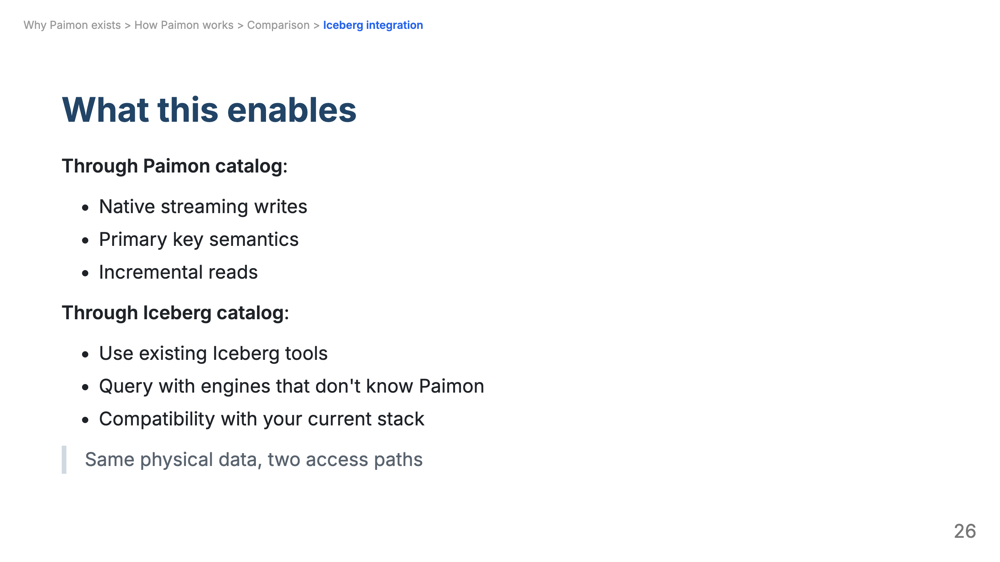 Why Paimon exists > How Paimon works > Comparison > Iceberg integration
What this enables
Through Paimon catalog:
• Native streaming writes
• Primary key semantics
• Incremental reads
Through Iceberg catalog:
• Use existing Iceberg tools
• Query with engines that don't know Paimon
• Compatibility with your current stack
Same physical data, two access paths
26